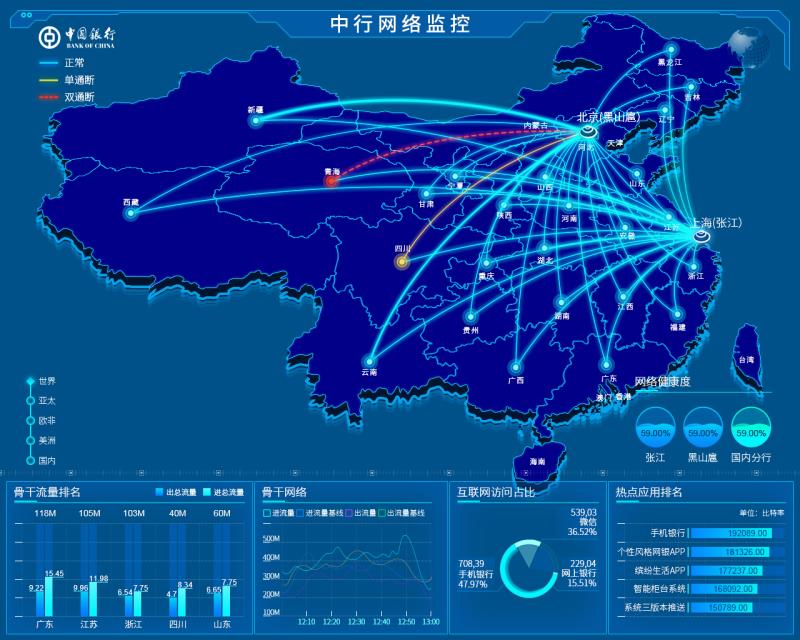 中行网络监控
中国银行
BANK OF CHINA
正常
单通断
双通断
黑龙江
吉林
新疆
北京(黑山扈)
辽宁
内蒙古
河北
天津
青海
宁夏
山西
山东
西藏
甘肃
陕西
河南
江苏
上海(张江)
安徽
四川
湖北
重庆
浙江
湖南
江西
贵州
福建
云南
广西
广东
台湾
澳门
香港
海南
世界
亚太
欧非
美洲
国内
网络健康度
59.00%
59.00%
59.00%
张江
黑山扈
国内分行
骨干流量排名
出总流量
进总流量
118M
105M
103M
40M
60M
9.22
15.45
9.96
11.98
6.54
7.75
4.7
8.34
6.65
7.75
广东
江苏
浙江
四川
山东
骨干网络
进流量
进流量基线
出流量
出流量基线
500M
400M
300M
200M
100M
12:10
12:20
12:30
12:40
12:50
13:00
互联网访问占比
539,03
微信
36.52%
708,39
手机银行
47.97%
229,04
网上银行
15.51%
热点应用排名
单位：比特率
手机银行
192089.00
个性风格网银APP
181326.00
缤纷生活APP
177237.00
智能柜台系统
168092.00
系统三版本推送
150789.00